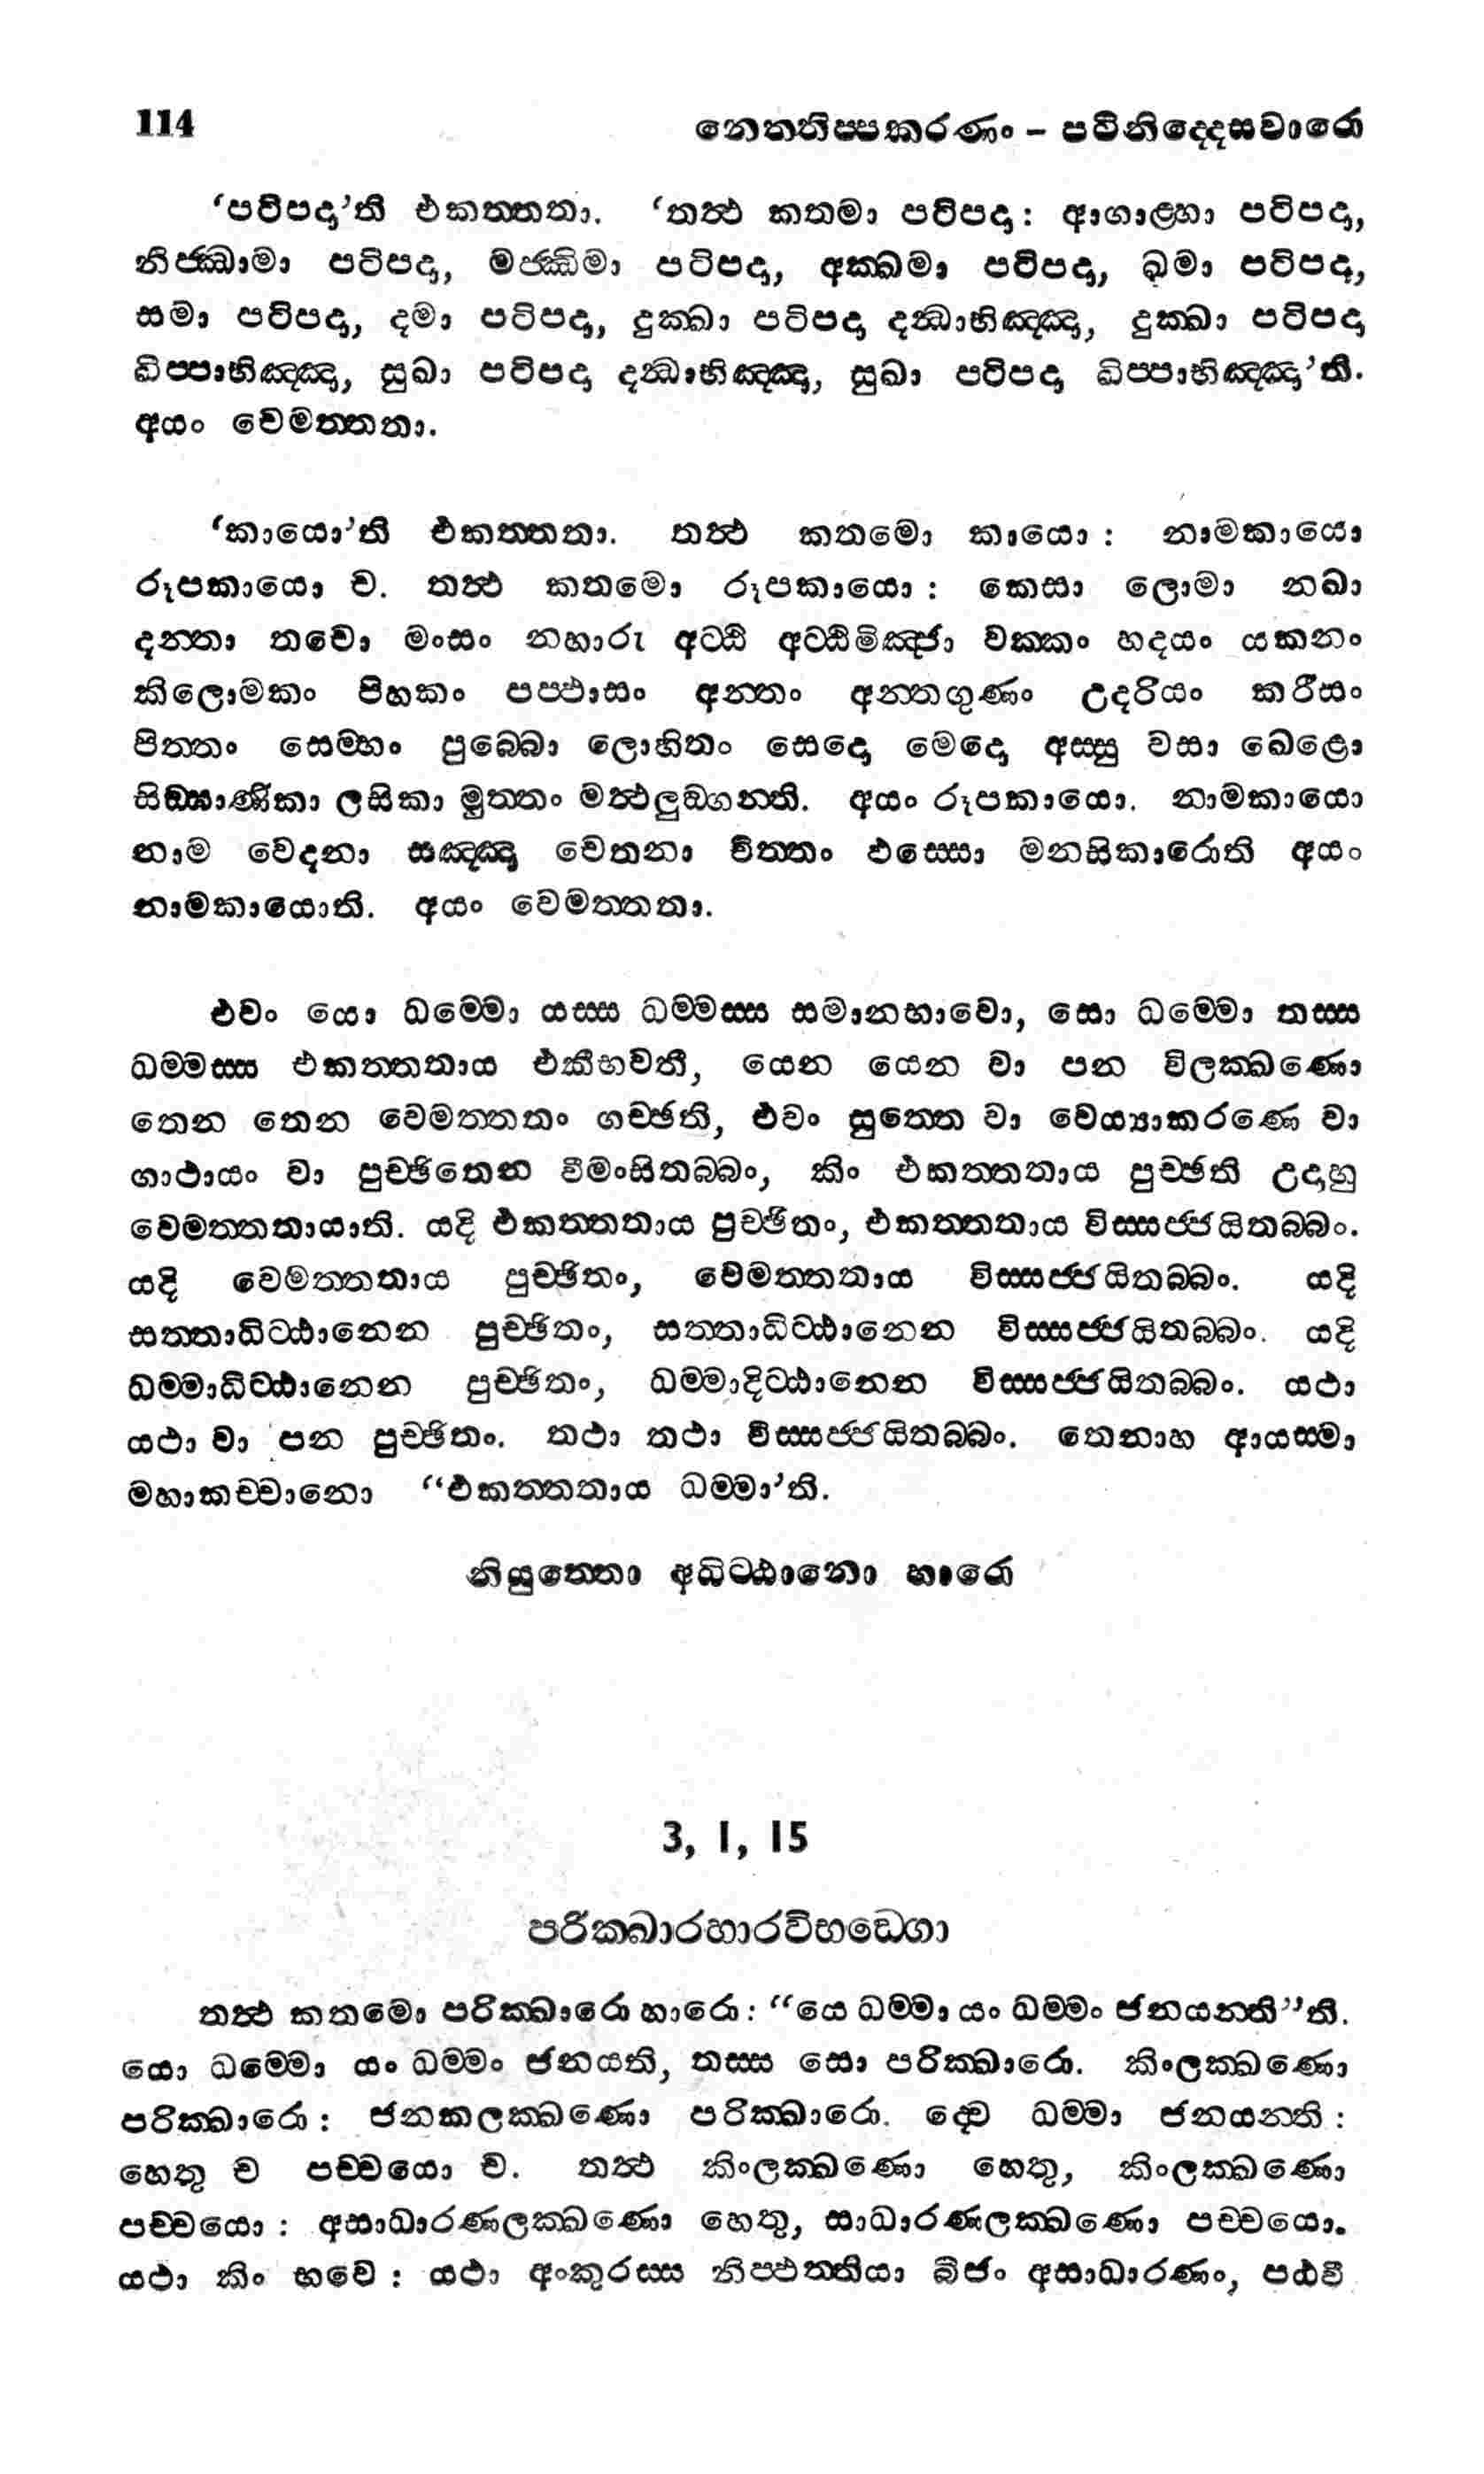 114
නෙත්තිප්පකරණං – පටිනිද්දෙසවාරො
‘පටිපදා’ති එකත්තතා. ‘තත්ථ කතමා පටිපදා: ආගාළ්හා පටිපදා,
නිජ්ඣාමා පටිපදා, මජ්ඣිමා පටිපදා, අක්ඛමා පටිපදා, ඛමා පටිපදා,
සමා පටිපදා, දමා පටිපදා, දුක්ඛා පටිපදා දන්ධාභිඤ්ඤා, දුක්ඛා පටිපදා
ඛිප්පාභිඤ්ඤා, සුඛා පටිපදා දන්ධාභිඤ්ඤා, සුඛා පටිපදා ඛිප්පාභිඤ්ඤා’ති.
අයං වෙමත්තතා.
‘කායො’ති එකත්තතා. තත්ථ කතමො කායො : නාමකායො
රූපකායො ච. තත්ථ කතමො රූපකායො : කෙසා ලොමා නඛා
දන්තා තචො මංසං නහාරු අට්ඨි අට්ඨිමිඤ්ජා වක්කං හදයං යකනං
කිලොමකං පිහකං පප්ඵාසං අන්තං අන්තගුණං උදරියං කරීසං
පිත්තං සෙම්හං පුබ්බො ලොහිතං සෙදො මෙදො අස්සු වසා ඛෙළො
සිඞ්ඝාණිකා ලසිකා මුත්තං මත්ථලුඞ්ගන්ති. අයං රූපකායො. නාමකායො
නාම වෙදනා සඤ්ඤා චෙතනා චිත්තං ඵස්සො මනසිකාරොති අයං
නාමකායොති. අයං වෙමත්තතා.
එවං යො ධම්මො යස්ස ධම්මස්ස සමානභාවො, සො ධම්මො තස්ස
ධම්මස්ස එකත්තතාය එකීභවතී, යෙන යෙන වා පන විලක්ඛණො
තෙන තෙන වෙමත්තතං ගච්ඡති, එවං සුත්තෙ වා වෙය්‍යාකරණෙ වා
ගාථායං වා පුච්ඡිතෙන වීමංසිතබ්බං, කිං එකත්තතාය පුච්ඡති උදාහු
වෙමත්තතායාති. යදි එකත්තතාය පුච්ඡිතං, එකත්තතාය විස්සජ්ජයිතබ්බං.
යදි වෙමත්තතාය පුච්ඡිතං, වෙමත්තතාය විස්සජ්ජයිතබ්බං. යදි
සත්තාධිට්ඨානෙන පුච්ඡිතං, සත්තාධිට්ඨානෙන විස්සජ්ජයිතබ්බං. යදි
ධම්මාධිට්ඨානෙන පුච්ඡිතං, ධම්මාදිට්ඨානෙන විස්සජ්ජයිතබ්බං. යථා
යථා වා පන පුච්ඡිතං. තථා තථා විස්සජ්ජයිතබ්බං. තෙනාහ ආයස්මා
මහාකච්චානො “එකත්තතාය ධම්මා’ති.
නියුත්තො අධිට්ඨානො හාරො
3, 1, 15
පරික්ඛාරහාරවිභඞ්ගො
තත්ථ කතමො පරික්ඛාරො හාරො : “යෙ ධම්මා යං ධම්මං ජනයන්ති”ති.
යො ධම්මො යං ධම්මං ජනයති, තස්ස සො පරික්ඛාරො. කිංලක්ඛණො
පරික්ඛාරො : ජනකලක්ඛණො පරික්ඛාරො. ද්වෙ ධම්මා ජනයන්ති :
හෙතු ච පච්චයො ච. තත්ථ කිංලක්ඛණො හෙතු, කිංලක්ඛණො
පච්චයො : අසාධාරණලක්ඛණො හෙතු, සාධාරණලක්ඛණො පච්චයො.
යථා කිං භවෙ : යථා අංකුරස්ස නිප්ඵත්තියා බීජං අසාධාරණං, පඨවී